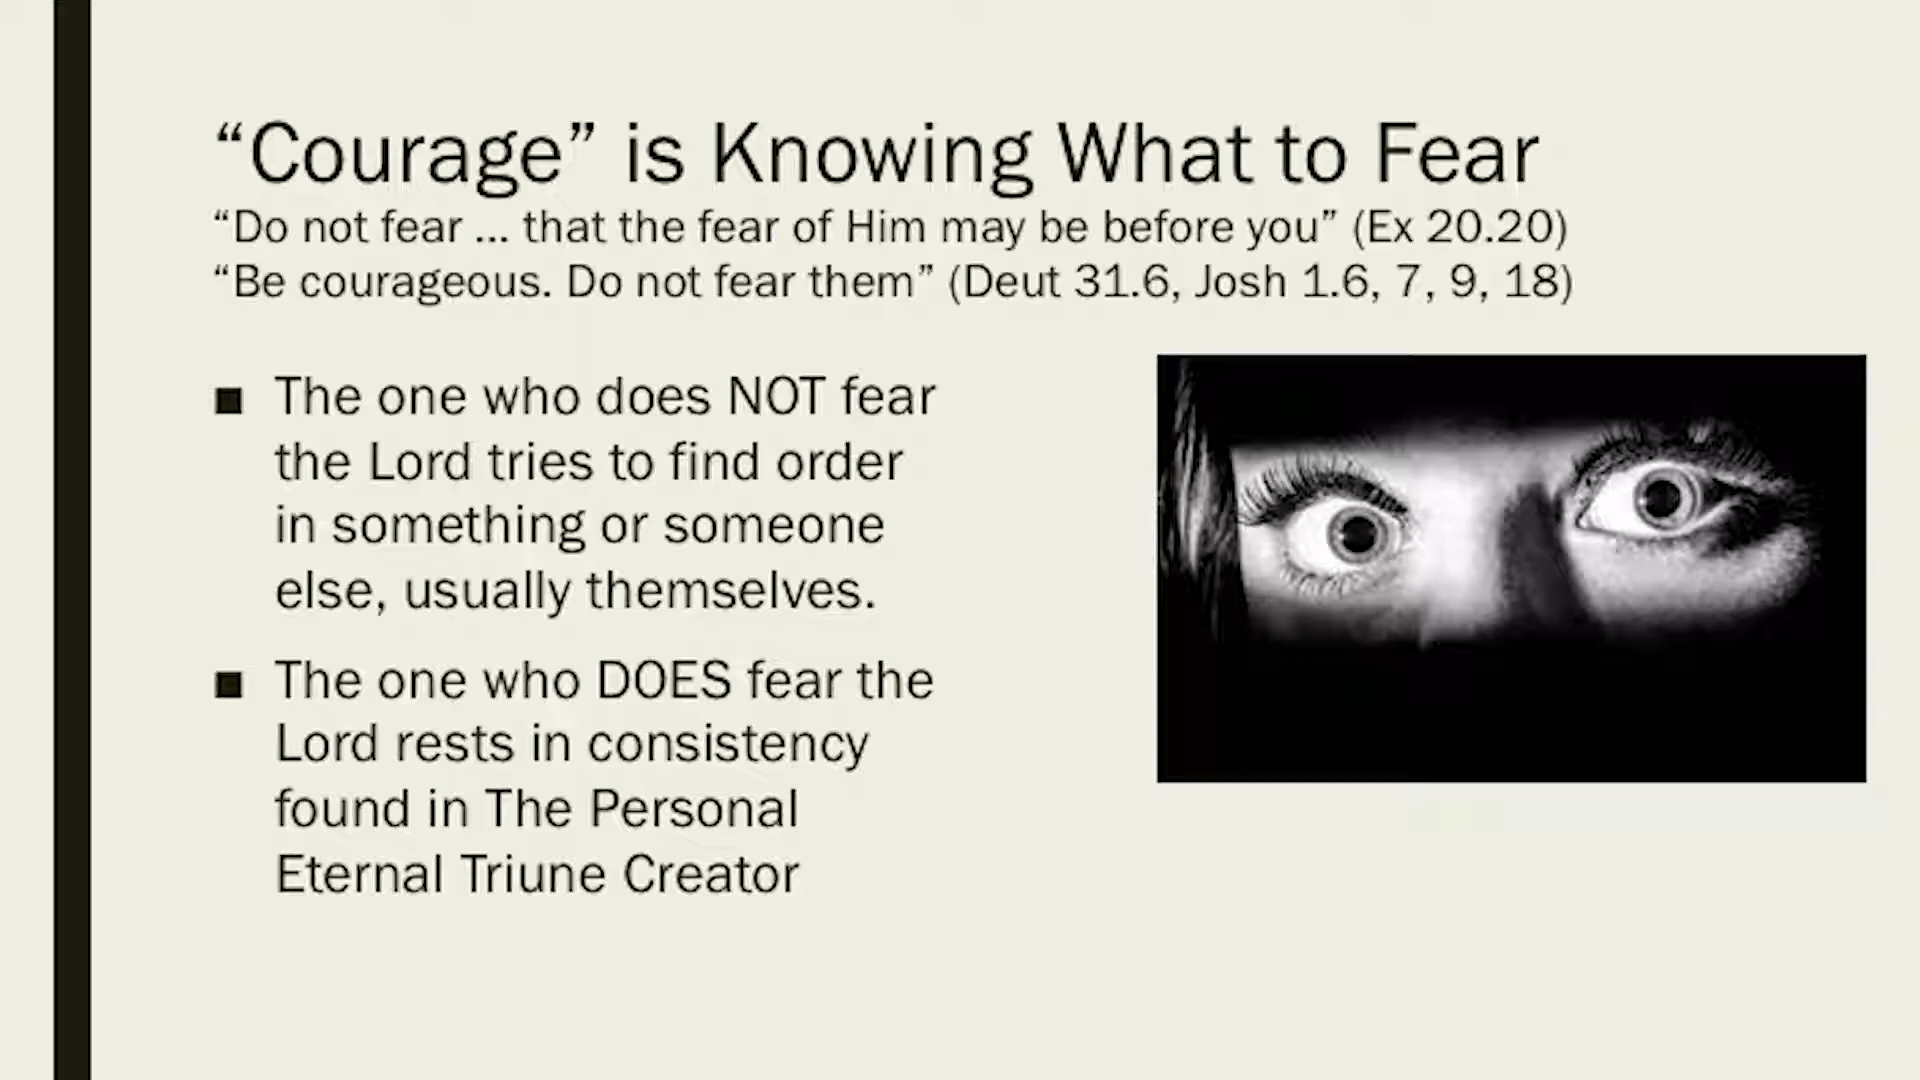 “Courage” is Knowing What to Fear
“Do not fear ... that the fear of Him may be before you” (Ex 20.20)
“Be courageous. Do not fear them” (Deut 31.6, Josh 1.6, 7, 9, 18)
■ The one who does NOT fear
the Lord tries to find order
in something or someone
else, usually themselves.
■ The one who DOES fear the
Lord rests in consistency
found in The Personal
Eternal Triune Creator